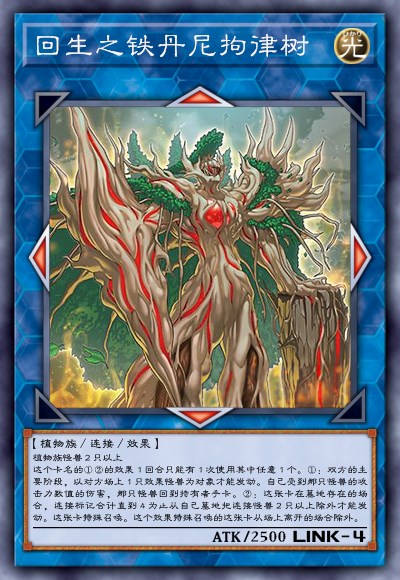 回生之铁丹尼拘律树
光
【植物族／连接／效果】
植物族怪兽2只以上
这个卡名的①②的效果1回合只能有1次使用其中任意1个。①：双方的主
要阶段，以对方场上1只效果怪兽为对象才能发动。自己受到那只怪兽的攻
击力数值的伤害，那只怪兽回到持有者手卡。②：这张卡在墓地存在的场
合，连接标记合计直到4为止从自己墓地把连接怪兽2只以上除外才能发
动。这张卡特殊召唤。这个效果特殊召唤的这张卡从场上离开的场合除外。
ATK/2500 LINK-4